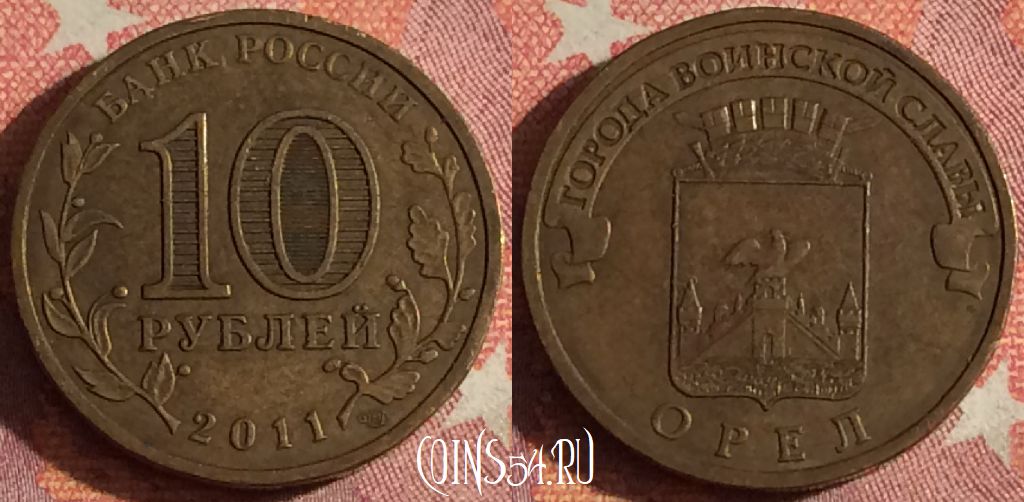 БАНК РОССИИ
10
РУБЛЕЙ
2011
ГОРОДА ВОИНСКОЙ СЛАВЫ
ОРЕЛ
COINS54.RU